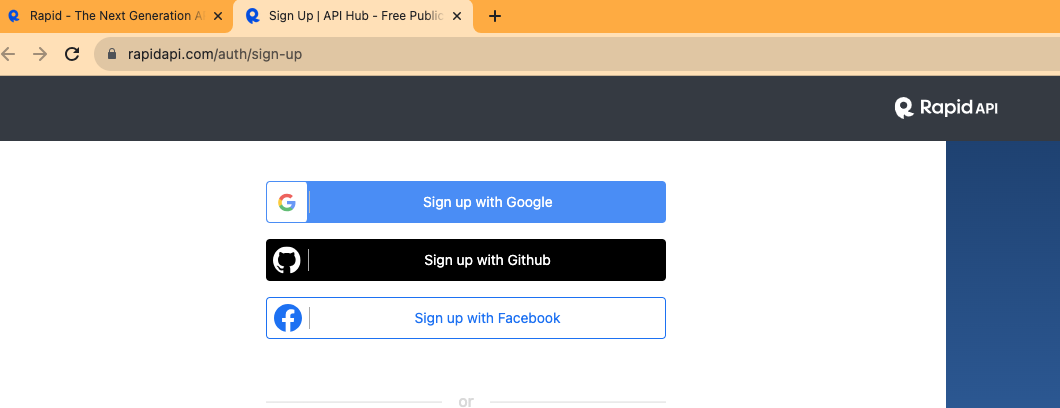 Rapid - The Next Generation A
Sign Up | API Hub - Free Public
rapidapi.com/auth/sign-up
Rapid API
Sign up with Google
Sign up with Github
Sign up with Facebook
or